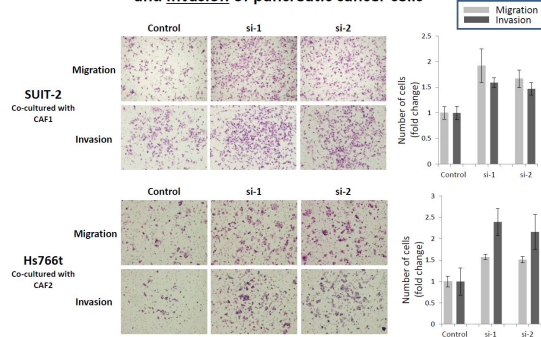 and Invasion of pancreatic cancer cells
Migration
Invasion
Control si-1 si-2
SUIT-2
Co-cultured with
CAF1
Migration
Invasion
Number of cells
(fold change)
2.5
2
1.5
1
0.5
0
Control si-1 si-2
Control si-1 si-2
Hs766t
Co-cultured with
CAF2
Migration
Invasion
Number of cells
(fold change)
3
2.5
2
1.5
1
0.5
0
Control si-1 si-2